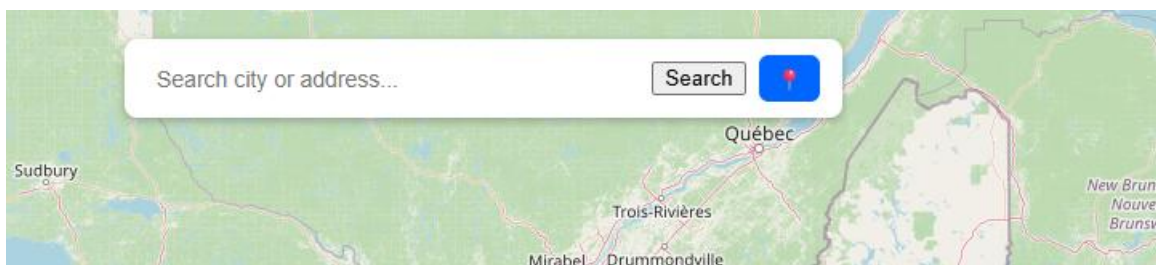 Search city or address...
Search
Québec
Sudbury
Trois-Rivières
New Brun
Nouve
Brunsw
Mirabel
Drummondville